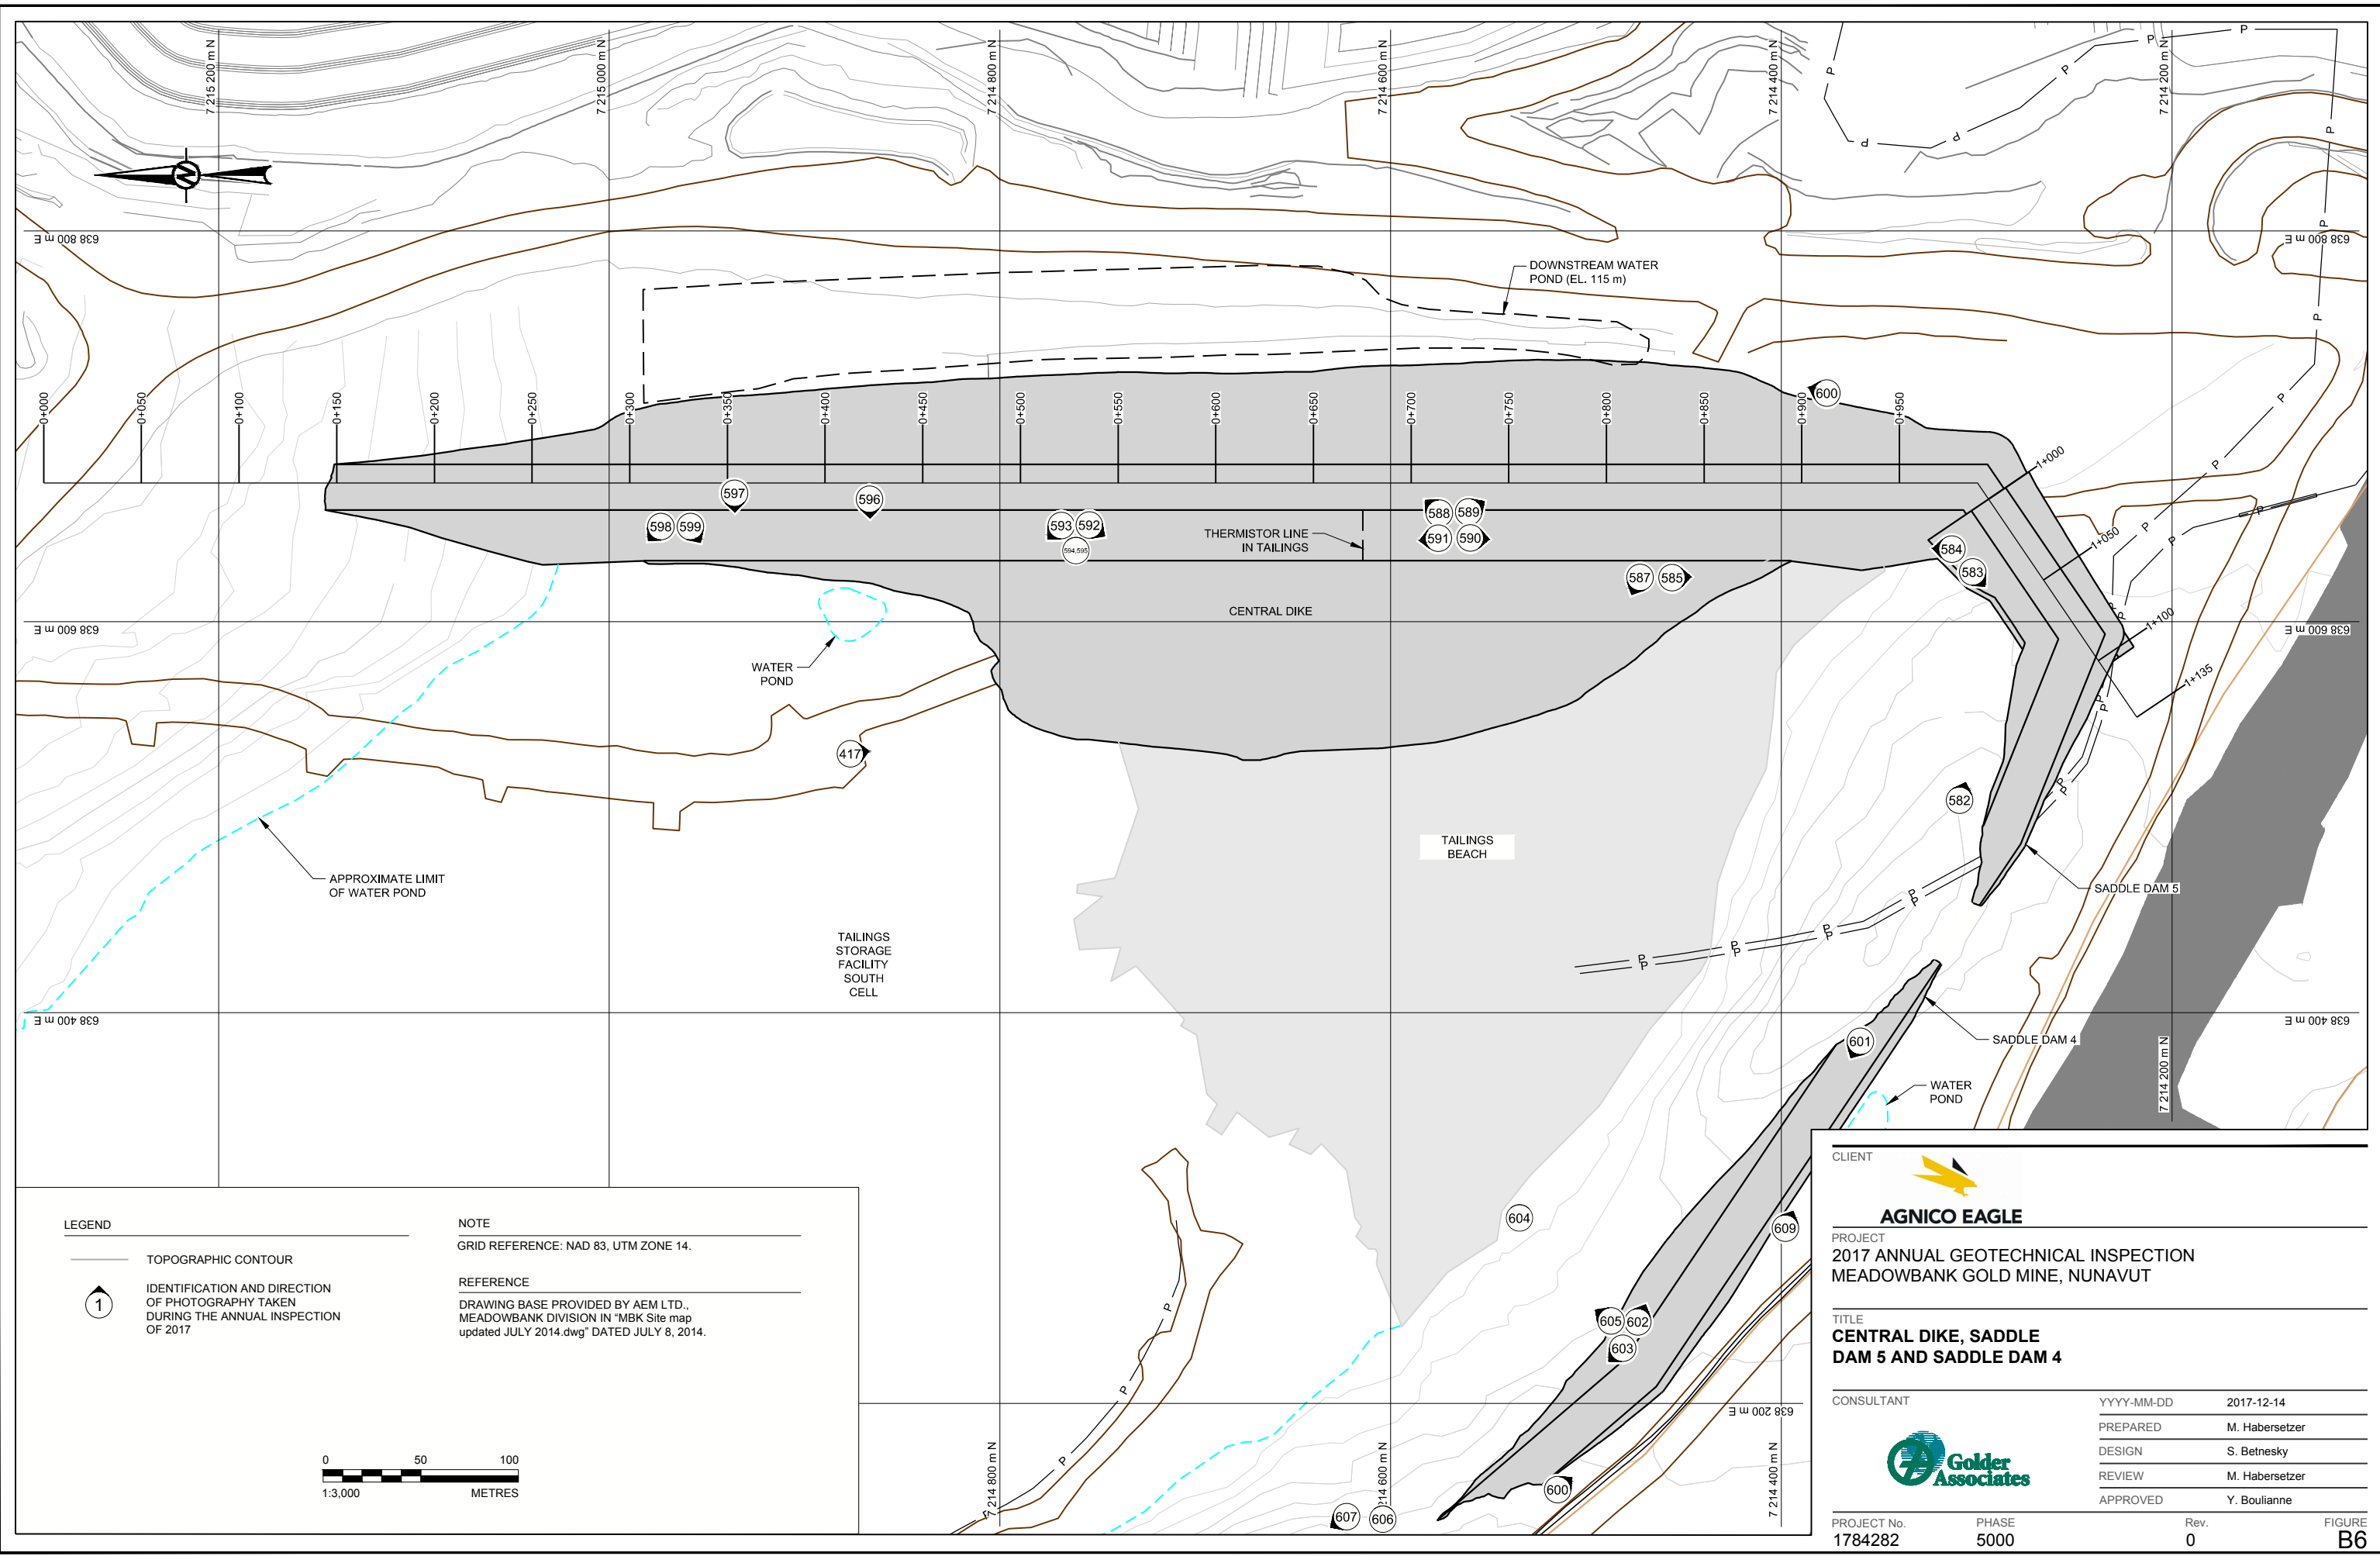 7 215 200 m N
7 215 000 m N
7 214 800 m N
7 214 600 m N
7 214 400 m N
7 214 200 m N
P
P
P
P
P
P
P
P
P
N
638 800 m E
638 800 m E
DOWNSTREAM WATER
POND (EL. 115 m)
P
P
0+000
0+050
0+100
0+150
0+200
0+250
0+300
0+350
0+400
0+450
0+500
0+550
0+600
0+650
0+700
0+750
0+800
0+850
0+900
0+950
1+000
1+050
1+100
1+135
600
597
596
598
599
593
592
594,595
THERMISTOR LINE
IN TAILINGS
588
589
591
590
584
583
587
585
P
P
P
P
P
P
P
CENTRAL DIKE
638 600 m E
638 600 m E
WATER
POND
P
P
417
582
P
P
TAILINGS
BEACH
APPROXIMATE LIMIT
OF WATER POND
SADDLE DAM 5
P
P
P
P
P
P
P
P
TAILINGS
STORAGE
FACILITY
SOUTH
CELL
638 400 m E
638 400 m E
601
SADDLE DAM 4
WATER
POND
7 214 200 m N
604
609
605
602
603
P
P
P
P
638 200 m E
7 214 800 m N
214 600 m N
7 214 400 m N
600
607
606
LEGEND
TOPOGRAPHIC CONTOUR
1
IDENTIFICATION AND DIRECTION
OF PHOTOGRAPHY TAKEN
DURING THE ANNUAL INSPECTION
OF 2017
NOTE
GRID REFERENCE: NAD 83, UTM ZONE 14.
REFERENCE
DRAWING BASE PROVIDED BY AEM LTD.,
MEADOWBANK DIVISION IN "MBK Site map
updated JULY 2014.dwg" DATED JULY 8, 2014.
0 50 100
1:3,000 METRES
CLIENT
AGNICO EAGLE
PROJECT
2017 ANNUAL GEOTECHNICAL INSPECTION
MEADOWBANK GOLD MINE, NUNAVUT
TITLE
CENTRAL DIKE, SADDLE
DAM 5 AND SADDLE DAM 4
CONSULTANT
Golder
Associates
YYYY-MM-DD 2017-12-14
PREPARED M. Habersetzer
DESIGN S. Betnesky
REVIEW M. Habersetzer
APPROVED Y. Boulianne
PROJECT No. PHASE Rev. FIGURE
1784282 5000 0 B6